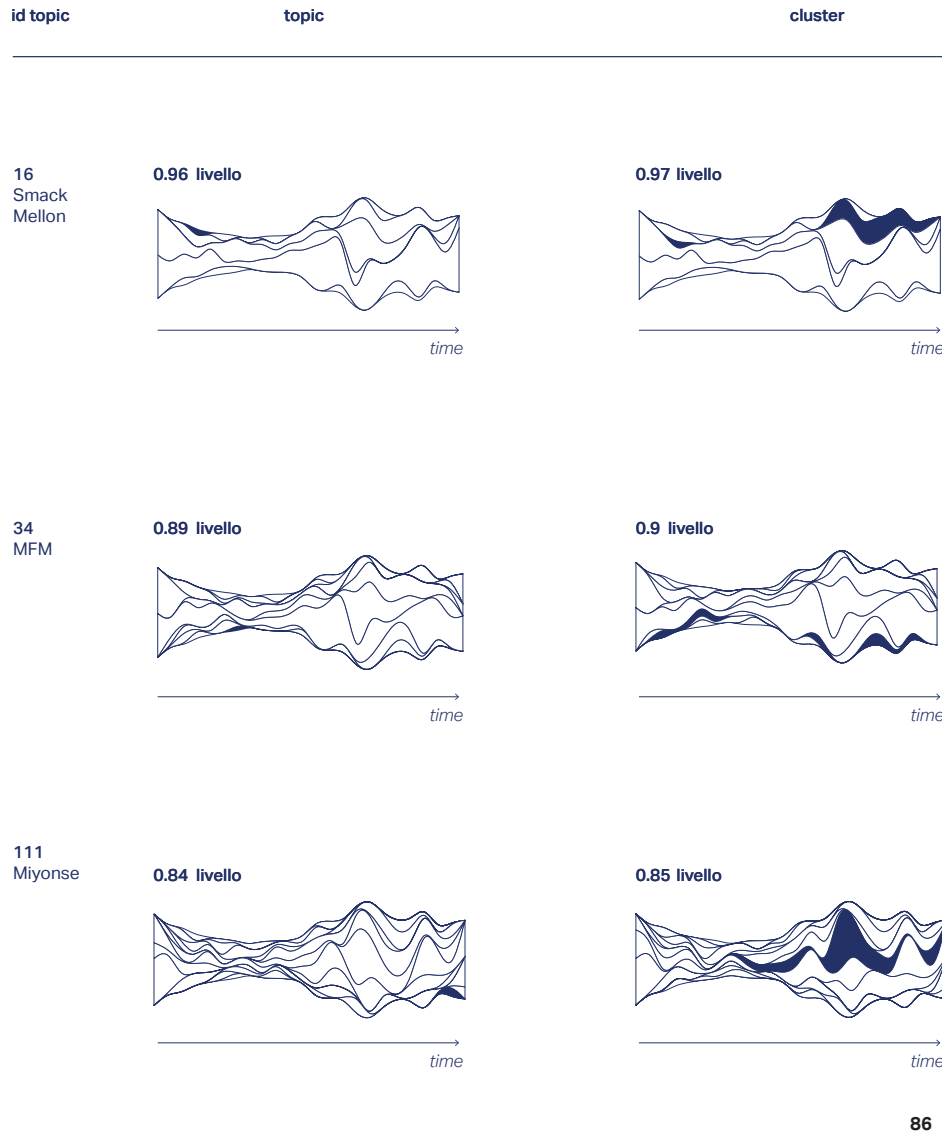 id topic topic cluster
16
Smack
Mellon
0.96 livello
0.97 livello
time
time
34
MFM
0.89 livello
0.9 livello
time
time
111
Miyonse
0.84 livello
0.85 livello
time
time
86